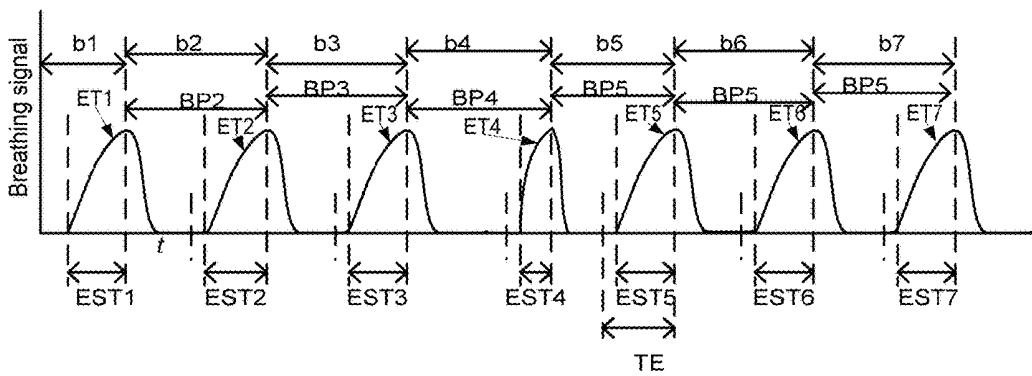 Breathing signal
b1 b2 b3 b4 b5 b6 b7
BP2 BP3 BP4 BP5 BP5 BP5
ET1 ET2 ET3 ET4 ET5 ET6 ET7
t
EST1 EST2 EST3 EST4 EST5 EST6 EST7
TE